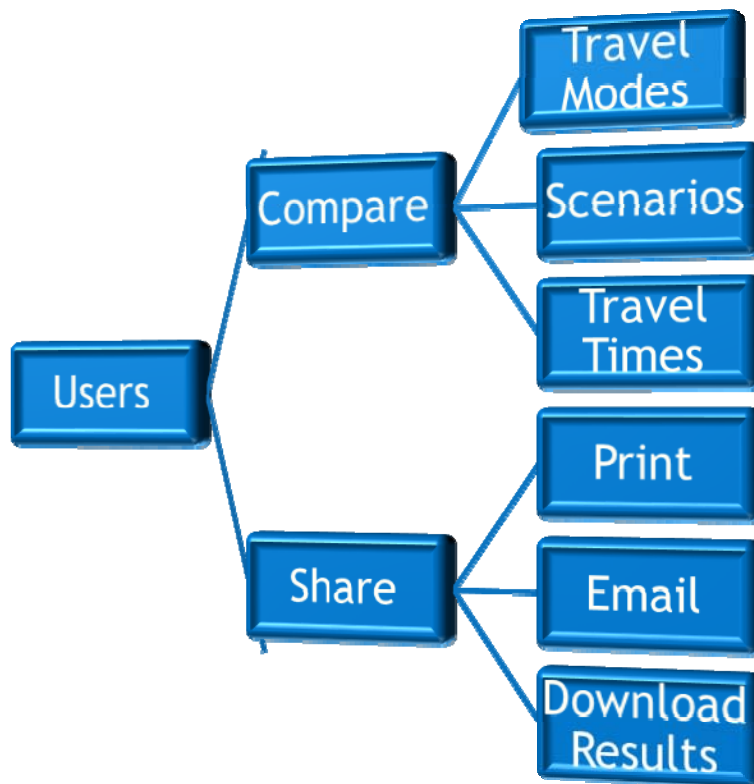 Travel
Modes
Compare
Scenarios
Travel
Times
Users
Print
Share
Email
Download
Results